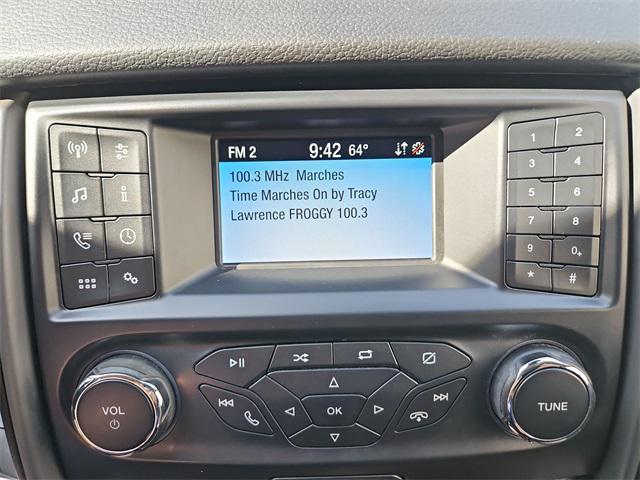 FM 2 9:42 64°
100.3 MHz Marches
Time Marches On by Tracy
Lawrence FROGGY 100.3
1 2
3 4
5 6
7 8
9 0+
* #
i
VOL
OK
TUNE